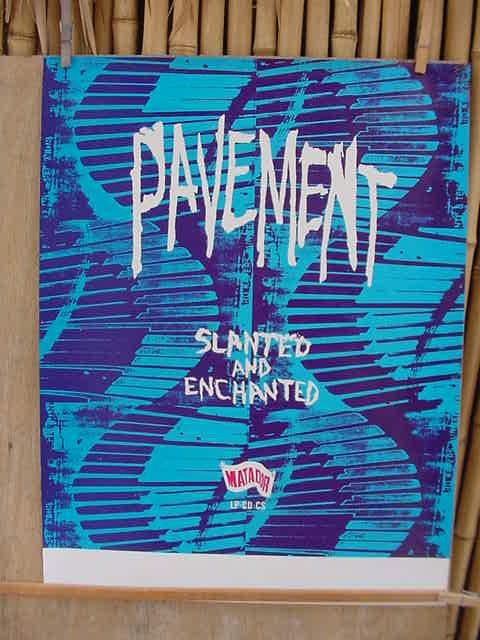 PAVEMENT
SLANTED
AND
ENCHANTED
MATADOR
LP CD CS